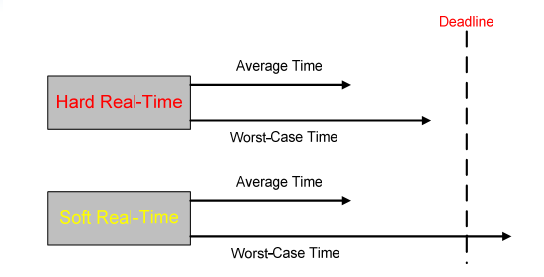 Deadline
Average Time
Hard Real-Time
Worst-Case Time
Average Time
Soft Real-Time
Worst-Case Time